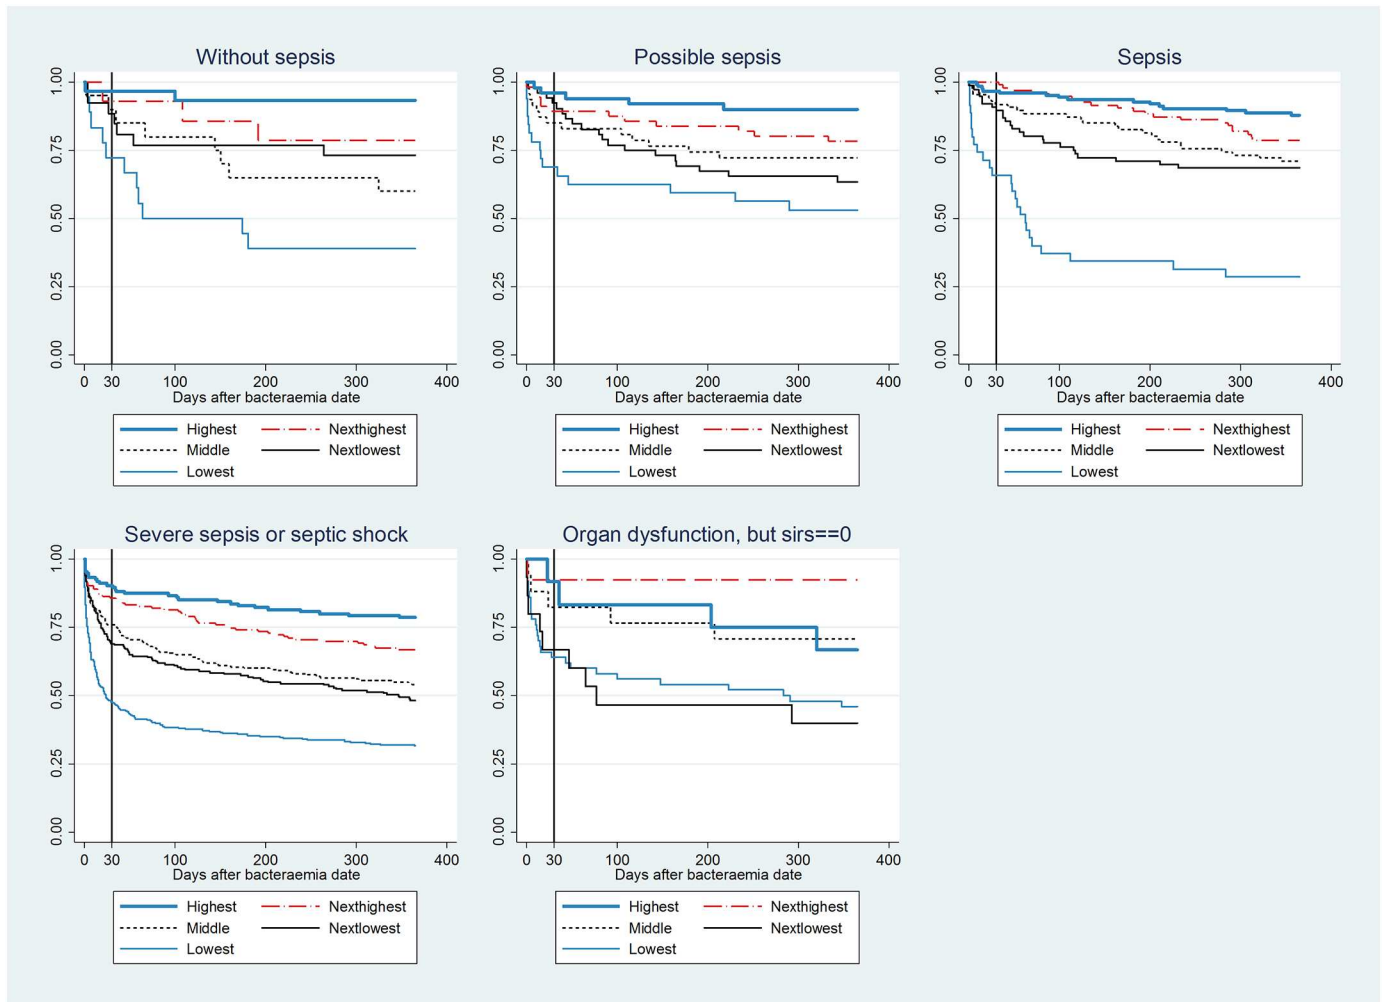 Without sepsis
1.00
0.75
0.50
0.25
0.00
0 30 100 200 300 400
Days after bacteraemia date
Highest Nexthighest
Middle Nextlowest
Lowest
Possible sepsis
1.00
0.75
0.50
0.25
0.00
0 30 100 200 300 400
Days after bacteraemia date
Highest Nexthighest
Middle Nextlowest
Lowest
Sepsis
1.00
0.75
0.50
0.25
0.00
0 30 100 200 300 400
Days after bacteraemia date
Highest Nexthighest
Middle Nextlowest
Lowest
Severe sepsis or septic shock
1.00
0.75
0.50
0.25
0.00
0 30 100 200 300 400
Days after bacteraemia date
Highest Nexthighest
Middle Nextlowest
Lowest
Organ dysfunction, but sirs==0
1.00
0.75
0.50
0.25
0.00
0 30 100 200 300 400
Days after bacteraemia date
Highest Nexthighest
Middle Nextlowest
Lowest